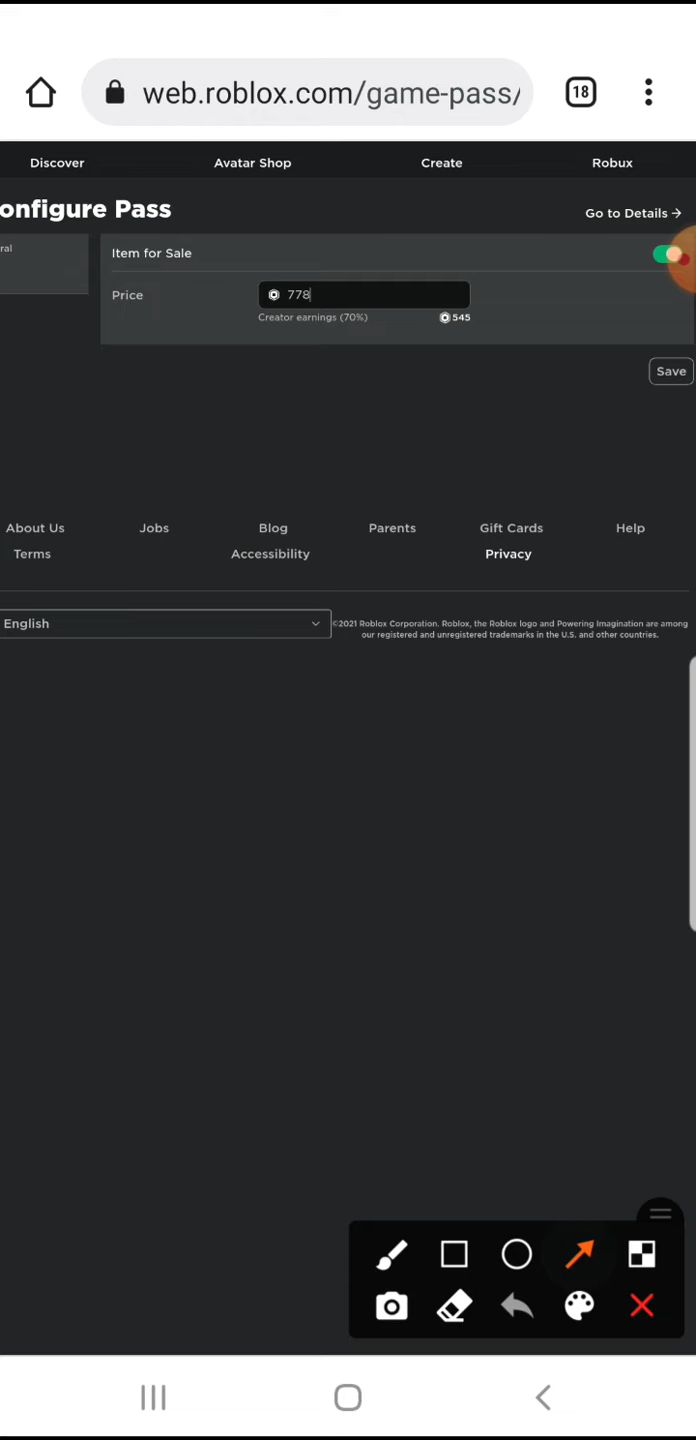 web.roblox.com/game-pass/
18
Discover Avatar Shop Create Robux
onfigure Pass
Go to Details →
ral
Item for Sale
Price
778
Creator earnings (70%) 545
Save
About Us Jobs Blog Parents Gift Cards Help
Terms Accessibility Privacy
English
©2021 Roblox Corporation. Roblox, the Roblox logo and Powering Imagination are among
our registered and unregistered trademarks in the U.S. and other countries.